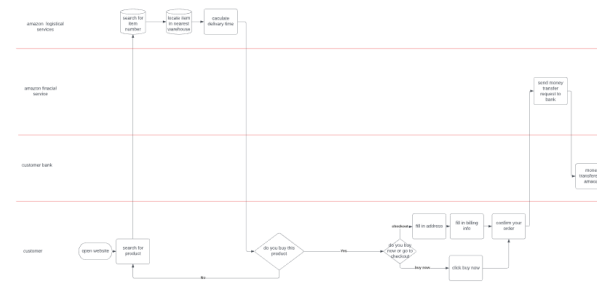 amazon logistical
services
search for
item
number
locate item
in nearest
warehouse
calculate
delivery time
amazon finacial
service
send money
transfer
request to
bank
customer bank
money
customer
open website
search for
product
do you buy this
product
Yes
No
do you buy
now or go to
checkout
checkout
buy now
fill in address
fill in billing
info
confirm your
order
click buy now